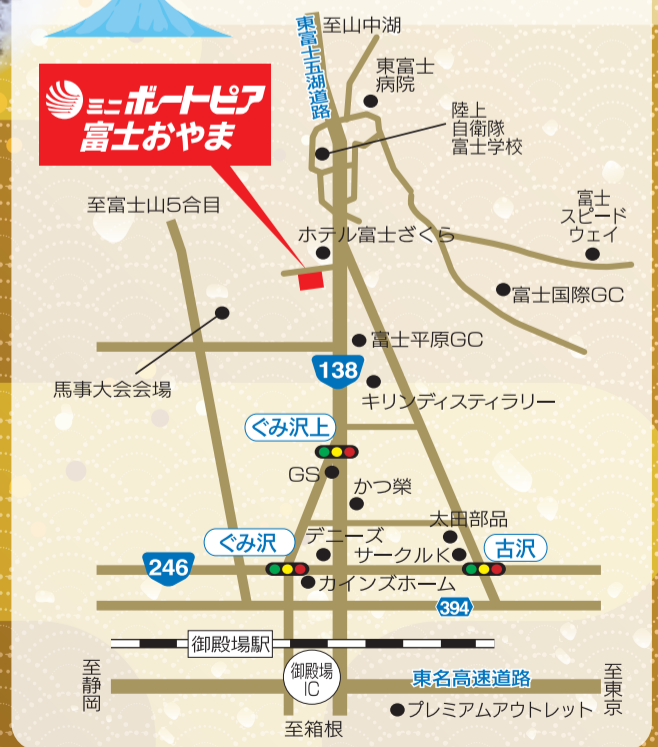 至山中湖
東富士五湖道路
東富士
病院
ミニボートピア
富士おやま
陸上
自衛隊
富士学校
至富士山5合目
富士
スピード
ウェイ
ホテル富士ざくら
富士国際GC
富士平原GC
138
馬事大会会場
キリンディスティラリー
ぐみ沢上
GS
かつ榮
太田部品
ぐみ沢
デニーズ
サークルK
古沢
246
カインズホーム
394
御殿場駅
至静岡
御殿場
IC
東名高速道路
至東京
プレミアムアウトレット
至箱根